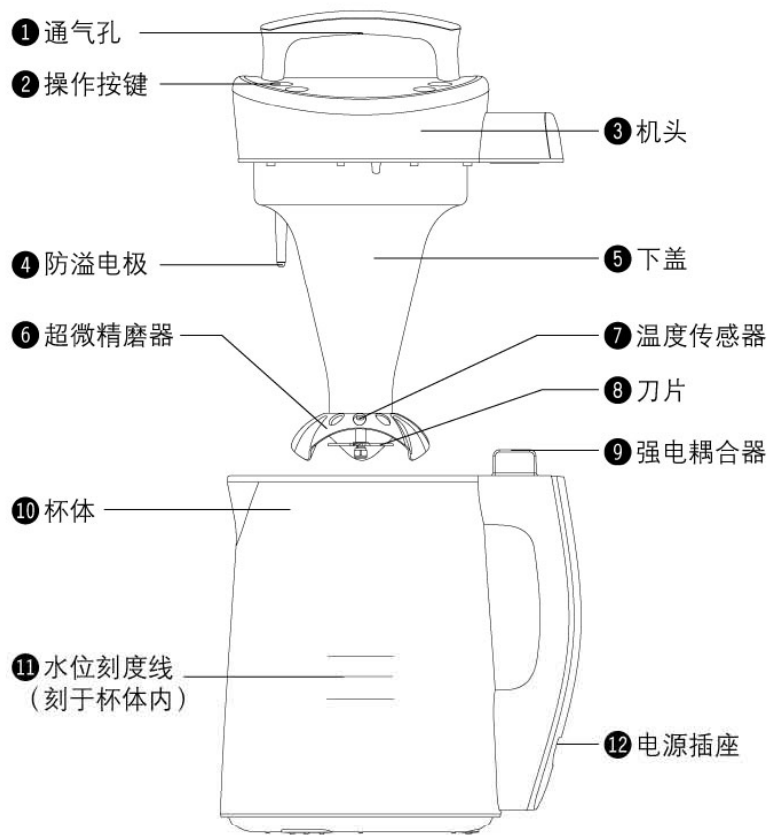 ❶通气孔
❷操作按键
❸机头
❹防溢电极
❺下盖
❻超微精磨器
❼温度传感器
❽刀片
❾强电耦合器
❿杯体
⓫水位刻度线
（刻于杯体内）
⓬电源插座